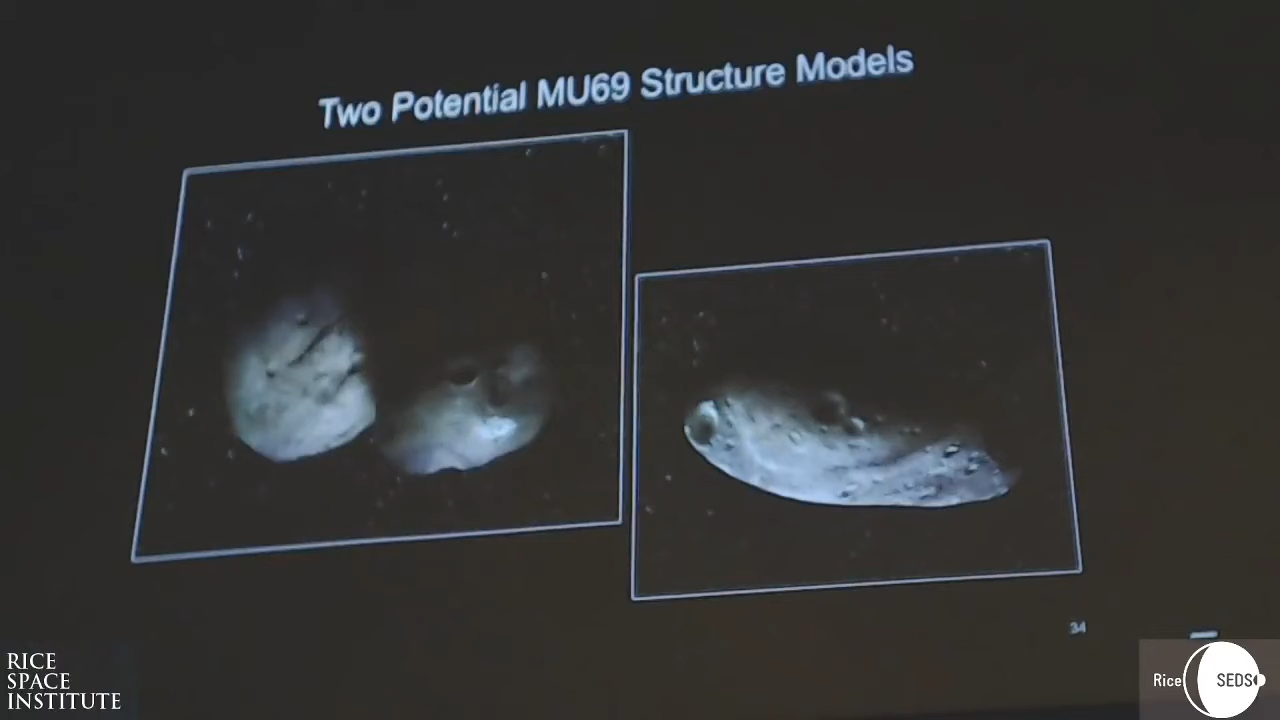 Two Potential MU69 Structure Models
34
RICE
SPACE
INSTITUTE
Rice
SEDS